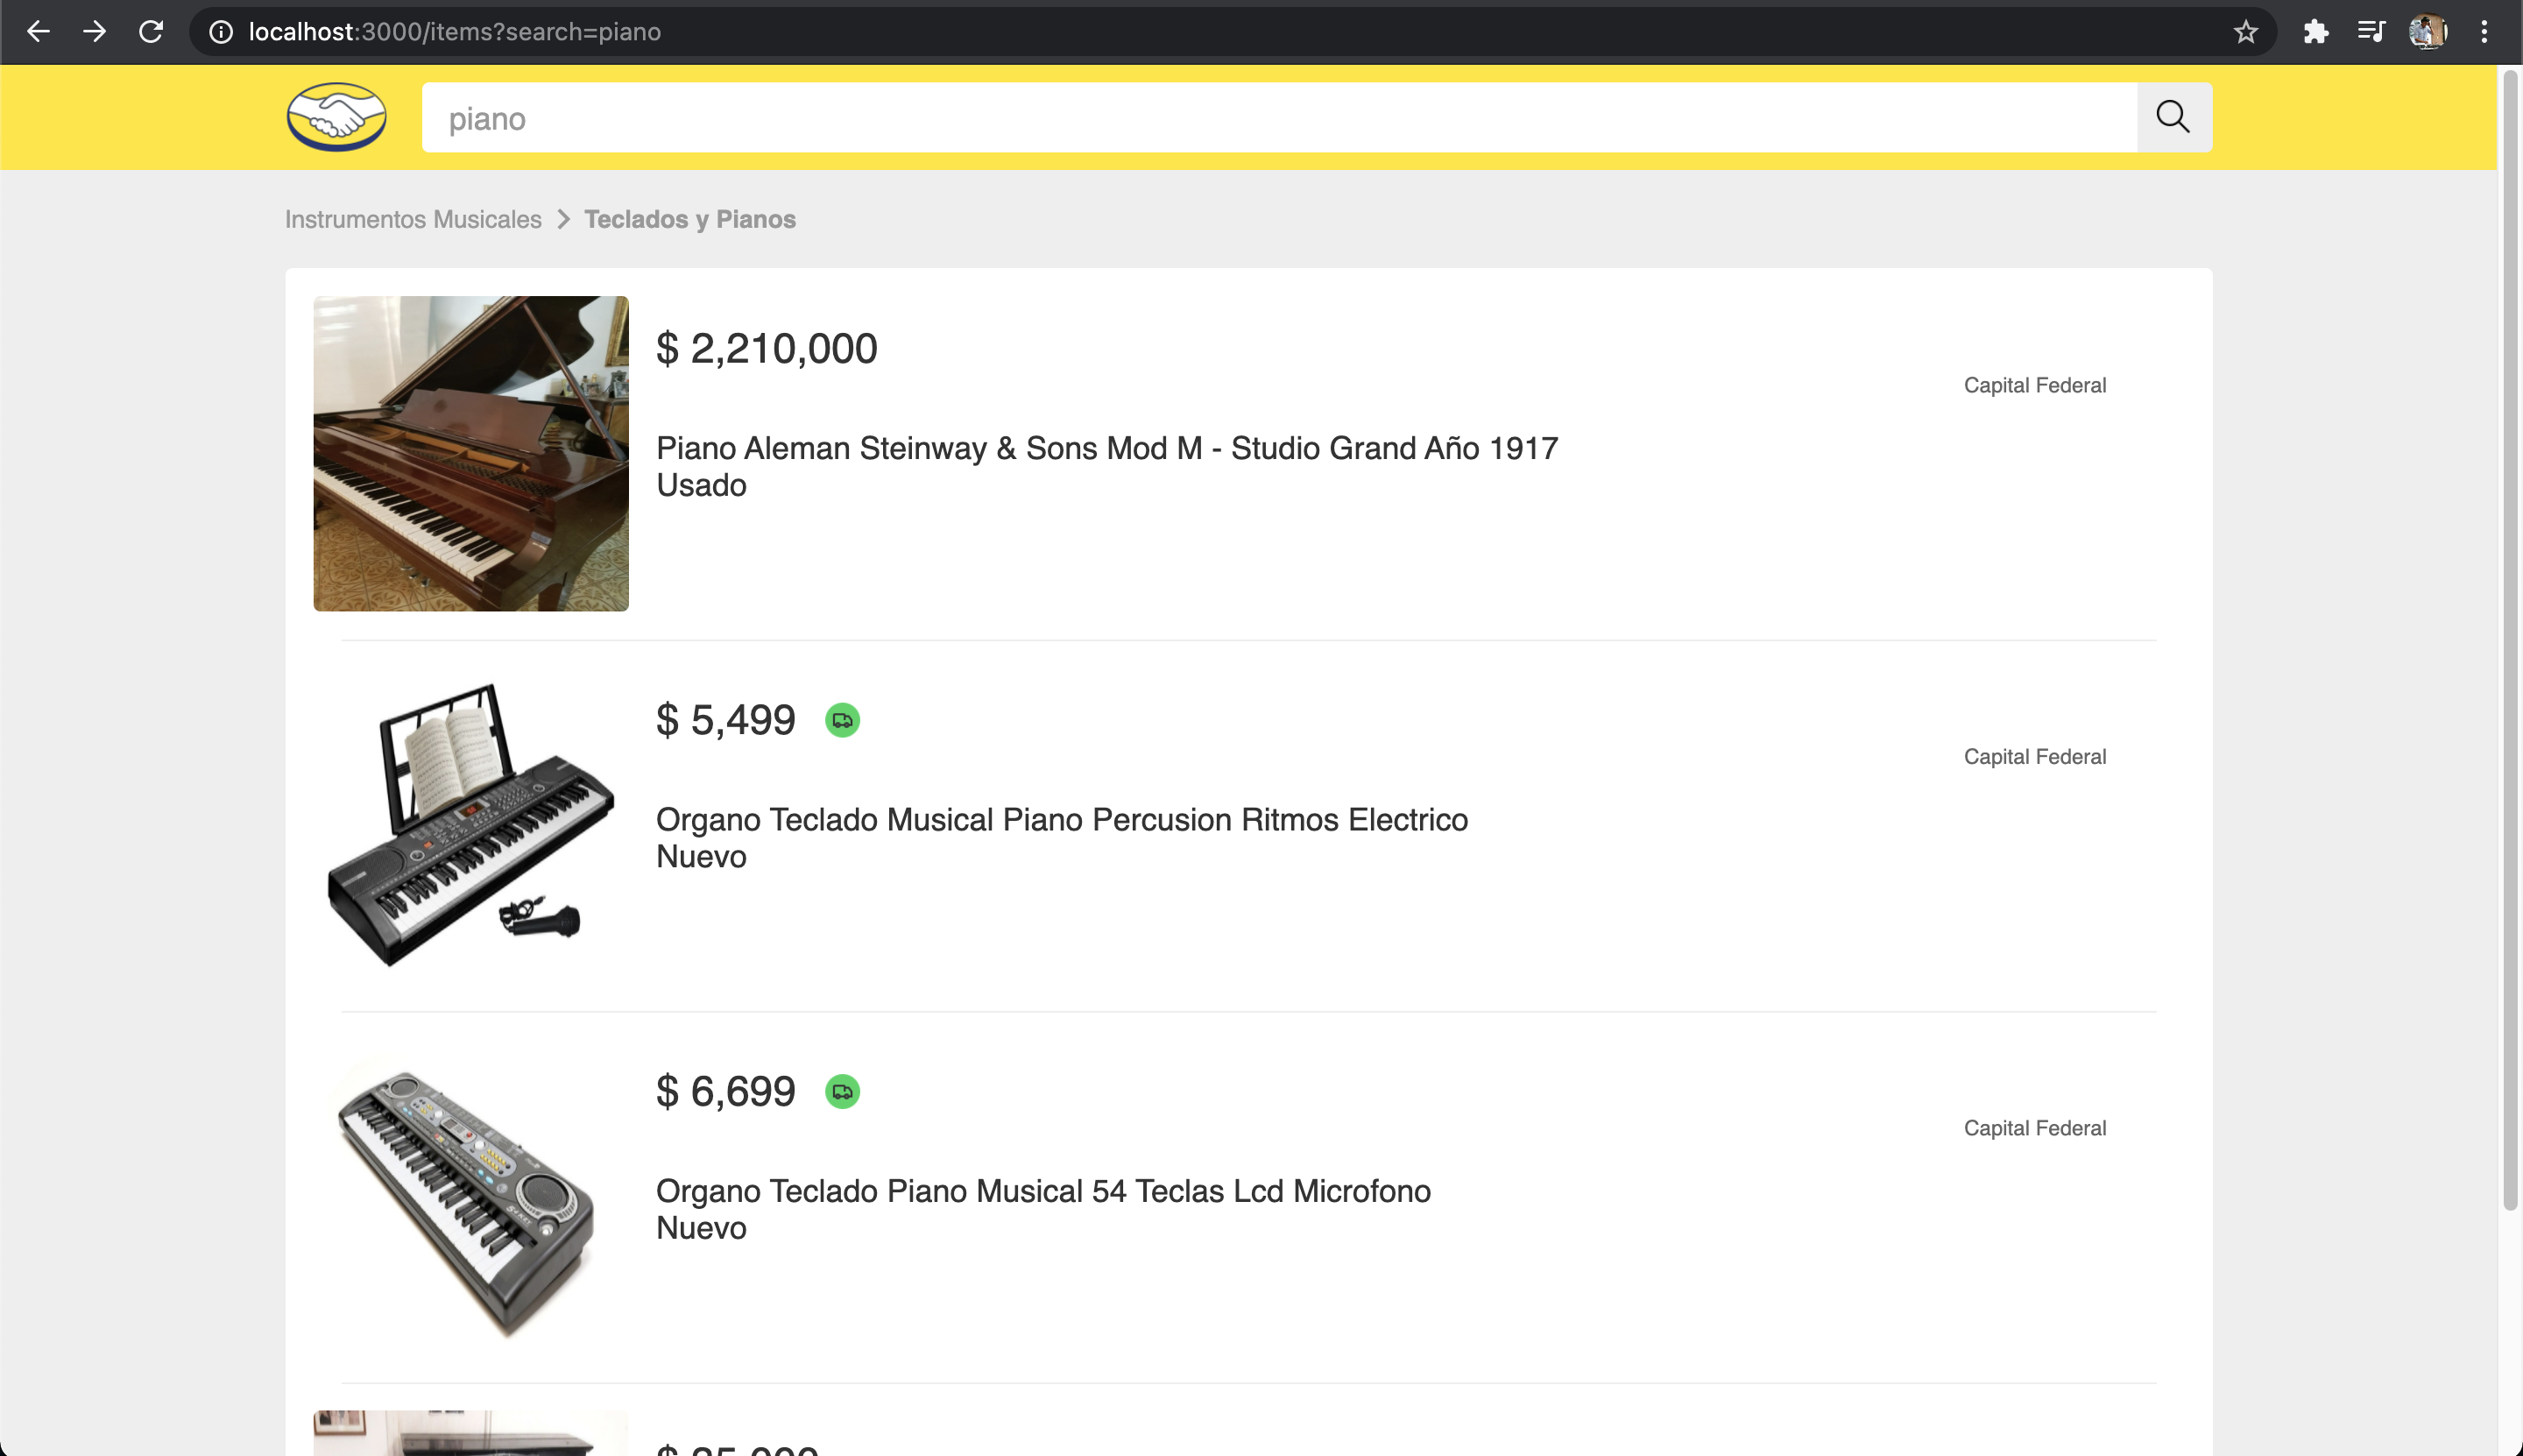 localhost:3000/items?search=piano
piano
Instrumentos Musicales > Teclados y Pianos
$ 2,210,000
Capital Federal
Piano Aleman Steinway & Sons Mod M - Studio Grand Año 1917
Usado
$ 5,499
Capital Federal
Organo Teclado Musical Piano Percusion Ritmos Electrico
Nuevo
$ 6,699
Capital Federal
Organo Teclado Piano Musical 54 Teclas Lcd Microfono
Nuevo